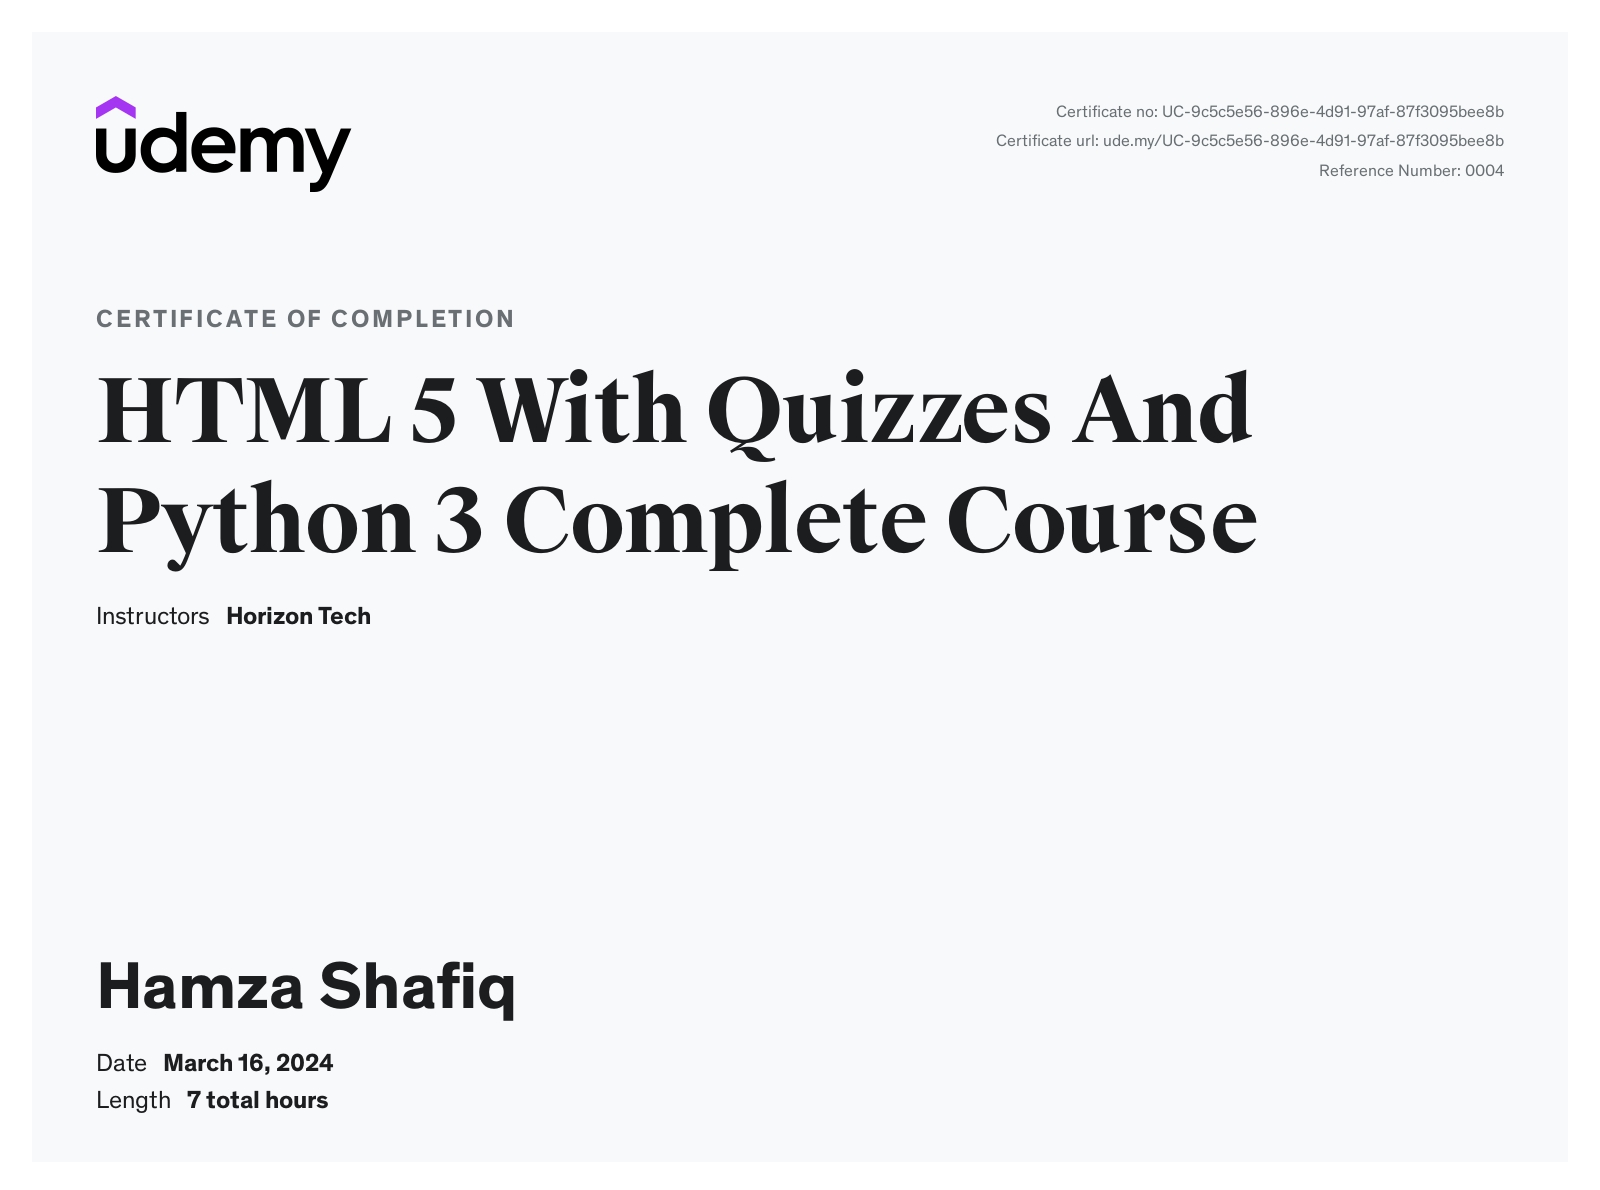 udemy
Certificate no: UC-9c5c5e56-896e-4d91-97af-87f3095bee8b
Certificate url: ude.my/UC-9c5c5e56-896e-4d91-97af-87f3095bee8b
Reference Number: 0004
CERTIFICATE OF COMPLETION
HTML 5 With Quizzes And
Python 3 Complete Course
Instructors Horizon Tech
Hamza Shafiq
Date March 16, 2024
Length 7 total hours